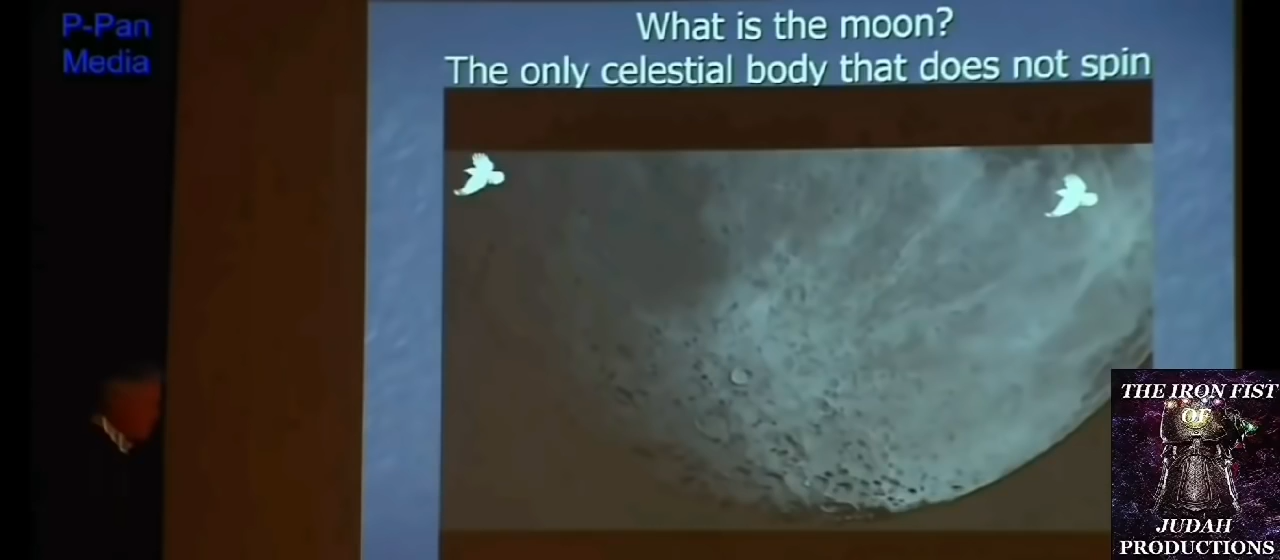 P-Pan
Media
What is the moon?
The only celestial body that does not spin
THE IRON FIST
OF
JUDAH
PRODUCTIONS